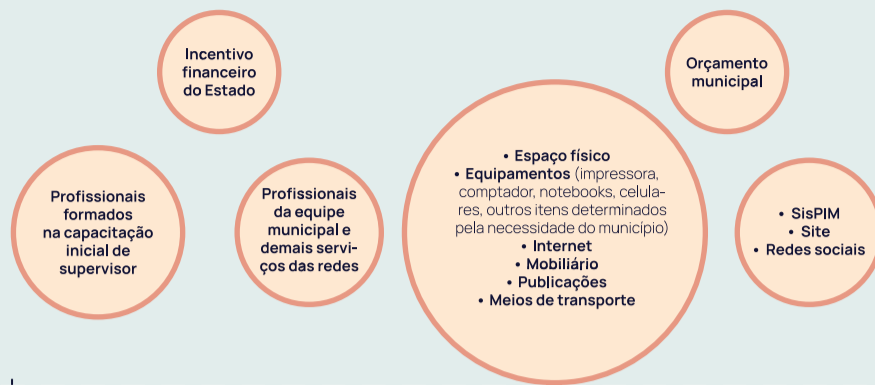 Incentivo
financeiro
do Estado
Orçamento
municipal
Profissionais
formados
na capacitação
inicial de
supervisor
Profissionais
da equipe
municipal e
demais servi-
ços das redes
• Espaço físico
• Equipamentos (impressora,
comptador, notebooks, celula-
res, outros itens determinados
pela necessidade do município)
• Internet
• Mobiliário
• Publicações
• Meios de transporte
• SisPIM
• Site
• Redes sociais